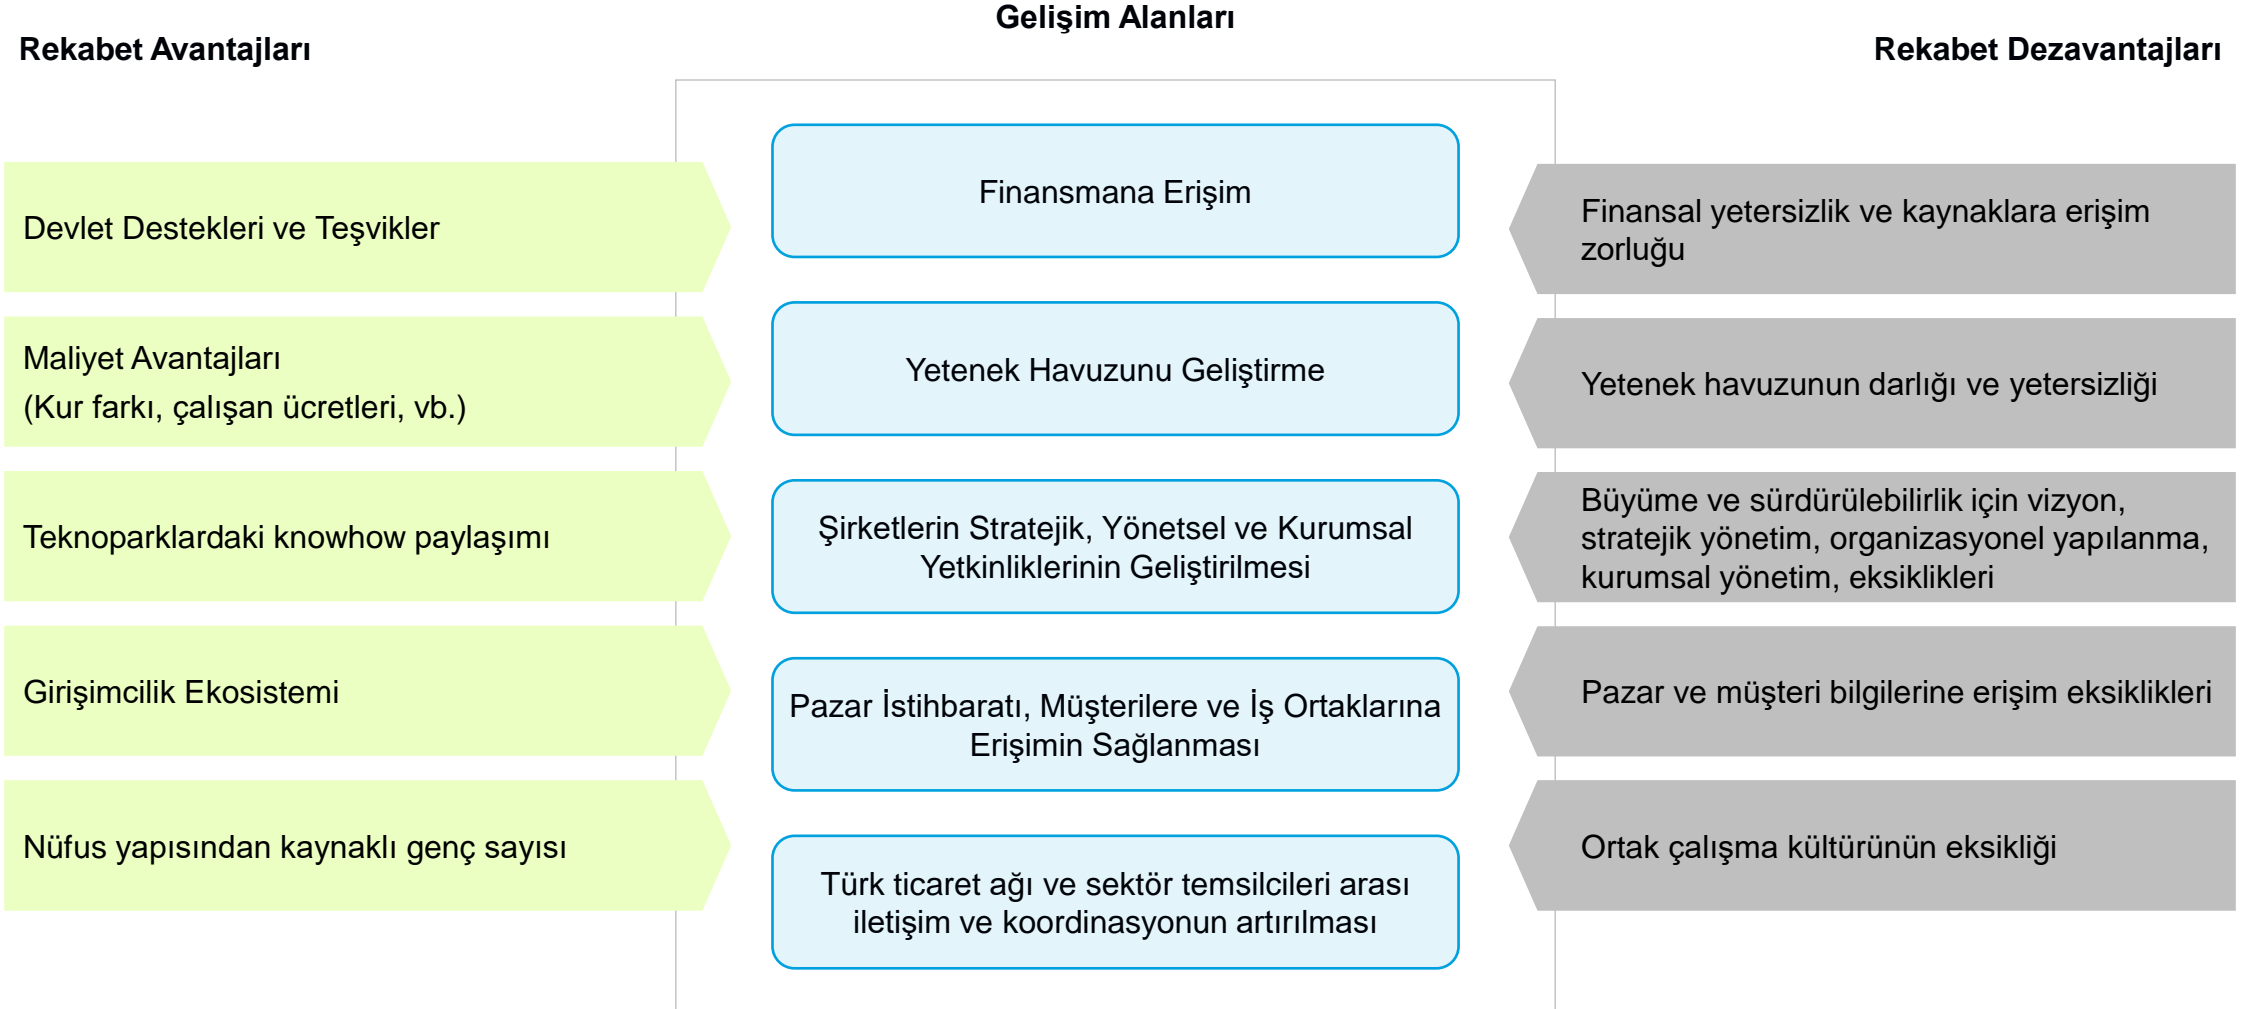 Gelişim Alanları
Rekabet Avantajları
Rekabet Dezavantajları
Devlet Destekleri ve Teşvikler
Maliyet Avantajları
(Kur farkı, çalışan ücretleri, vb.)
Teknoparklardaki knowhow paylaşımı
Girişimcilik Ekosistemi
Nüfus yapısından kaynaklı genç sayısı
Finansmana Erişim
Yetenek Havuzunu Geliştirme
Şirketlerin Stratejik, Yönetsel ve Kurumsal
Yetkinliklerinin Geliştirilmesi
Pazar İstihbaratı, Müşterilere ve İş Ortaklarına
Erişimin Sağlanması
Türk ticaret ağı ve sektör temsilcileri arası
iletişim ve koordinasyonun artırılması
Finansal yetersizlik ve kaynaklara erişim
zorluğu
Yetenek havuzunun darlığı ve yetersizliği
Büyüme ve sürdürülebilirlik için vizyon,
stratejik yönetim, organizasyonel yapılanma,
kurumsal yönetim, eksiklikleri
Pazar ve müşteri bilgilerine erişim eksiklikleri
Ortak çalışma kültürünün eksikliği